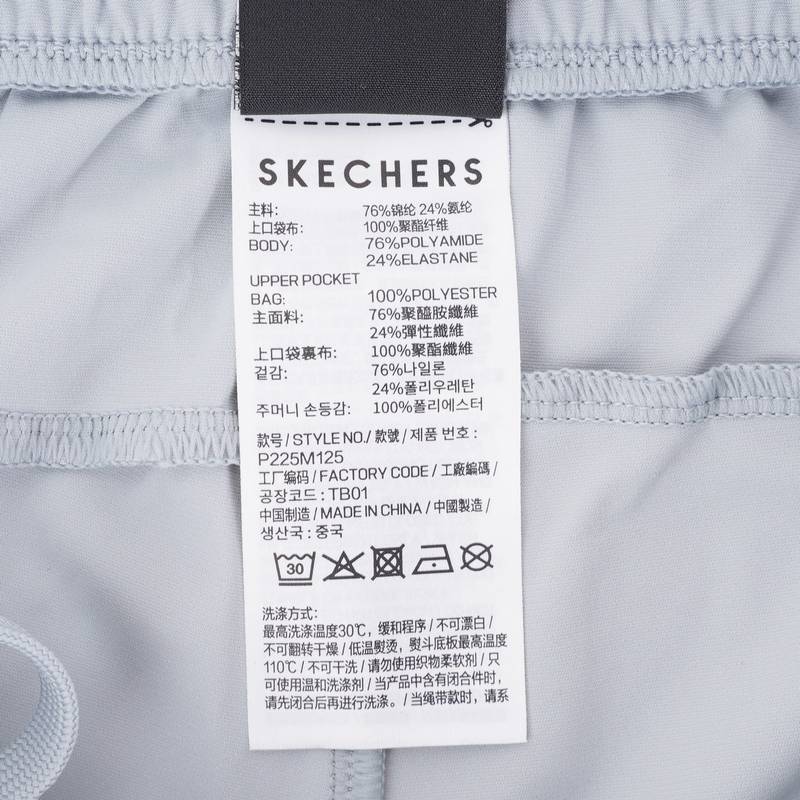 SKECHERS
主料: 76%锦纶 24%氨纶
上口袋布: 100%聚酯纤维
BODY: 76%POLYAMIDE
24%ELASTANE
UPPER POCKET
BAG: 100%POLYESTER
主面料: 76%聚醯胺纖維
24%彈性纖維
上口袋裏布: 100%聚酯纖維
겉감: 76%나일론
24%폴리우레탄
주머니 손등감: 100%폴리에스터
款号 / STYLE NO. / 款號 / 제품 번호:
P225M125
工厂编码 / FACTORY CODE / 工廠編碼 /
공장코드 : TB01
中国制造 / MADE IN CHINA / 中國製造 /
생산국 : 중국
30
洗涤方式:
最高洗涤温度30℃，缓和程序 / 不可漂白 /
不可翻转干燥 / 低温熨烫，熨斗底板最高温度
110℃ / 不可干洗 / 请勿使用织物柔软剂 / 只
可使用温和洗涤剂 / 当产品中含有闭合件时，
请先闭合后再进行洗涤。 / 当绳带款时，请系